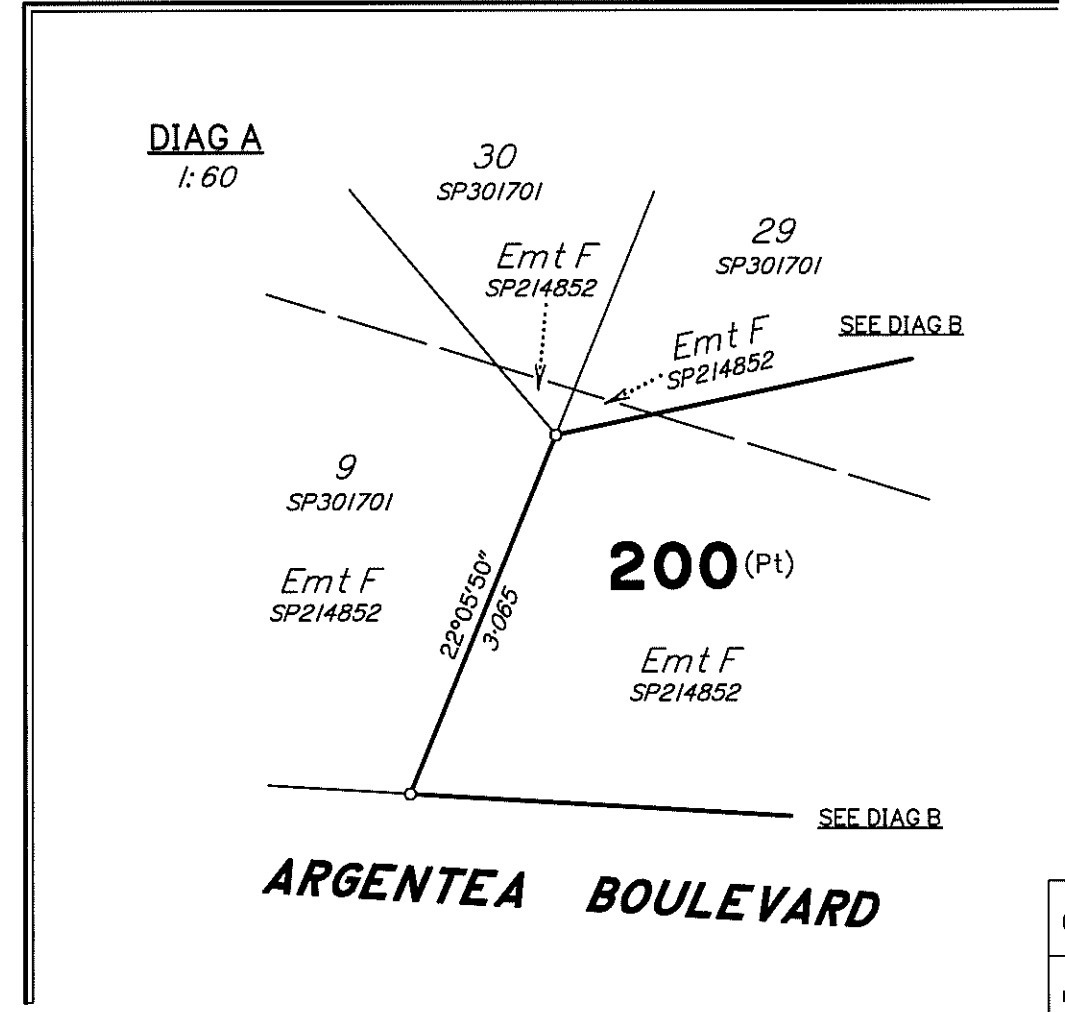 DIAG A
1:60
30
SP301701
29
SP301701
Emt F
SP214852
SEE DIAG B
Emt F
SP214852
9
SP301701
200 (Pt)
22°05'50"
3·065
Emt F
SP214852
Emt F
SP214852
SEE DIAG B
ARGENTEA BOULEVARD